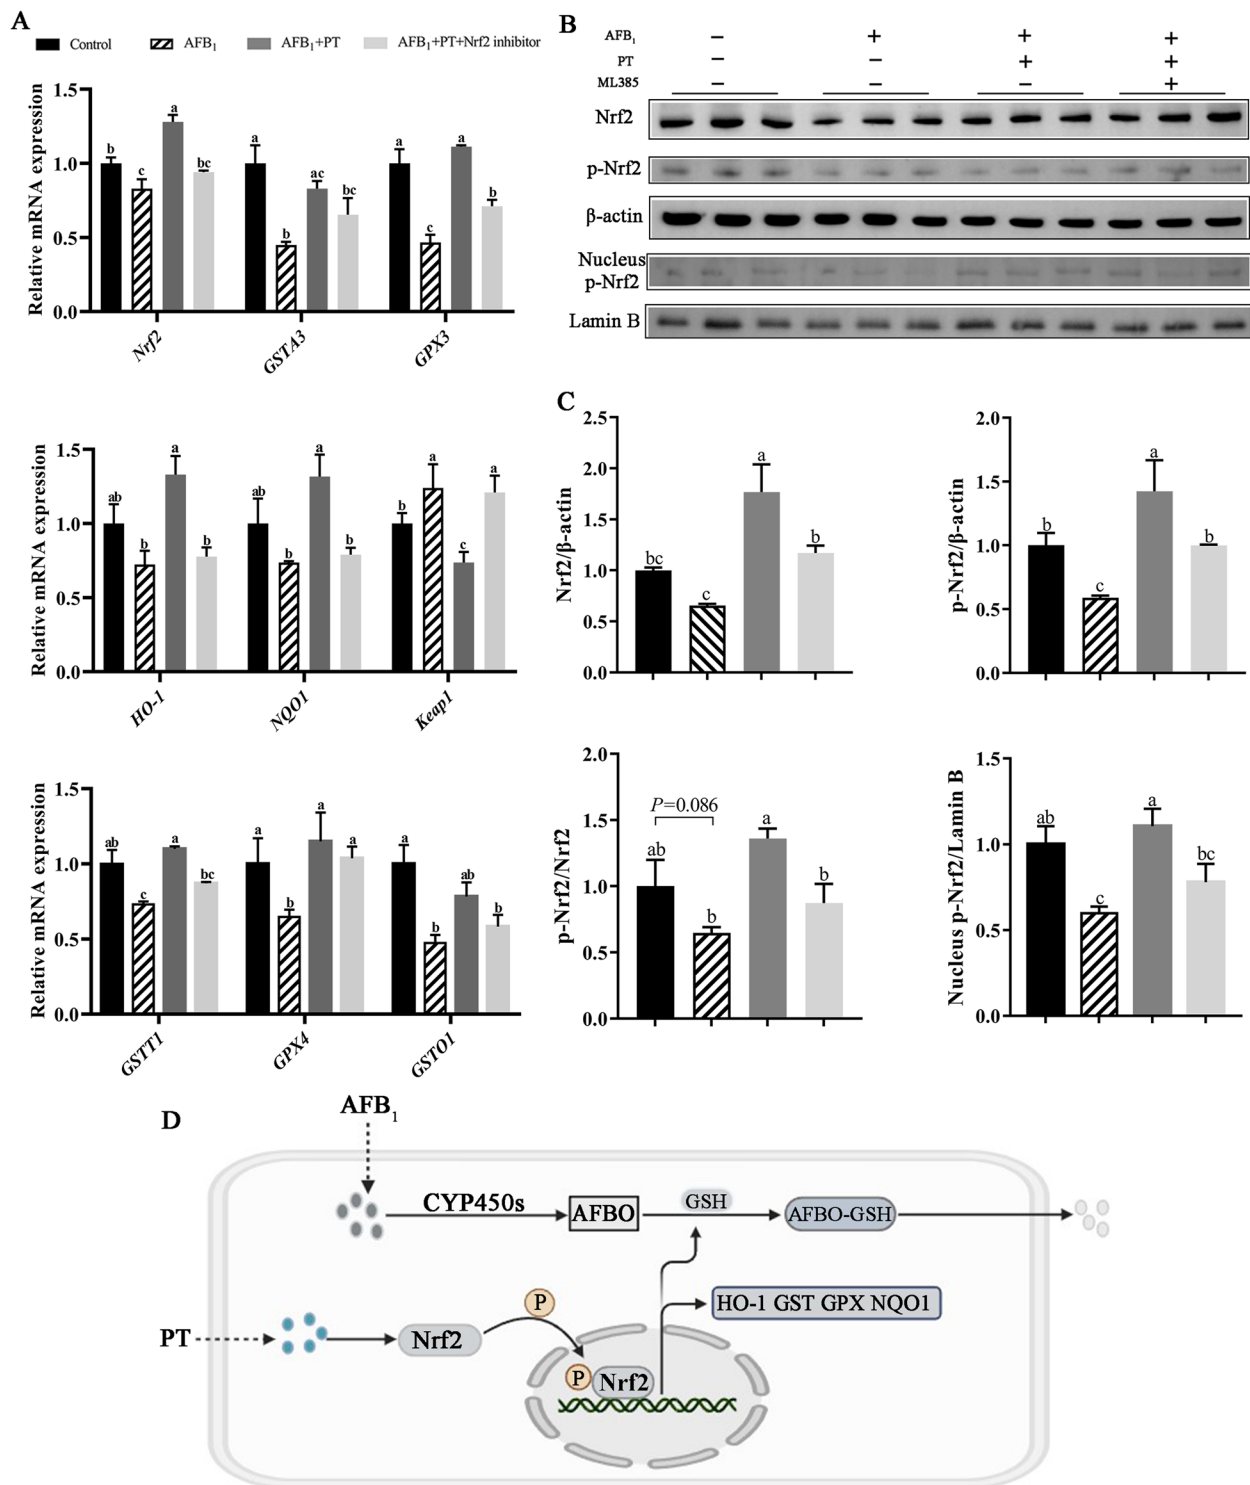 A
Control AFB1 AFB1+PT AFB1+PT+Nrf2 inhibitor
Relative mRNA expression
1.5
1.0
0.5
0.0
b c a bc
a b ac bc
a c a b
Nrf2 GSTA3 GPX3
Relative mRNA expression
1.5
1.0
0.5
0.0
ab b a b
ab b a b
b a c a
HO-1 NQO1 Keap1
Relative mRNA expression
1.5
1.0
0.5
0.0
ab c a bc
a b a a
a b ab b
GSTT1 GPX4 GSTO1
B
AFB1 − + + +
PT − − + +
ML385 − − − +
Nrf2
p-Nrf2
β-actin
Nucleus
p-Nrf2
Lamin B
C
Nrf2/β-actin
2.5
2.0
1.5
1.0
0.5
0.0
bc c a b
p-Nrf2/β-actin
2.0
1.5
1.0
0.5
0.0
b c a b
p-Nrf2/Nrf2
2.0
1.5
1.0
0.5
0.0
P=0.086
ab b a b
Nucleus p-Nrf2/Lamin B
1.5
1.0
0.5
0.0
ab c a bc
D
AFB1
CYP450s AFBO GSH AFBO-GSH
HO-1 GST GPX NQO1
PT Nrf2 P
P Nrf2